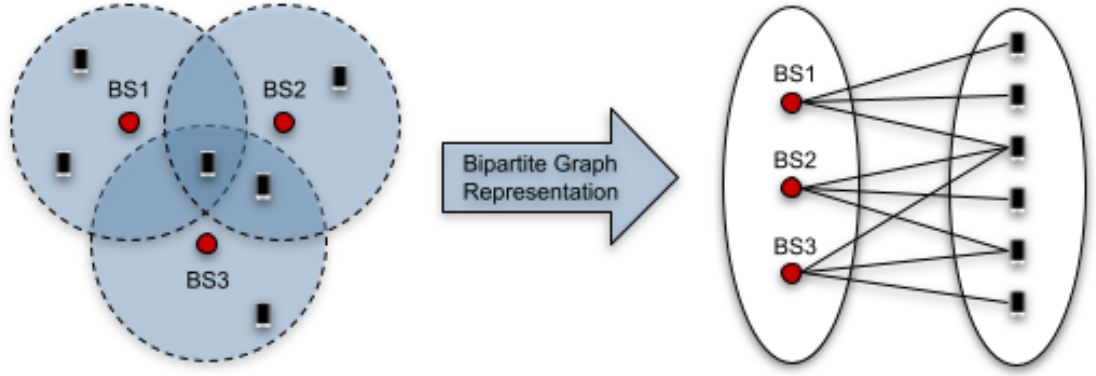 BS1
BS2
BS3
Bipartite Graph
Representation
BS1
BS2
BS3